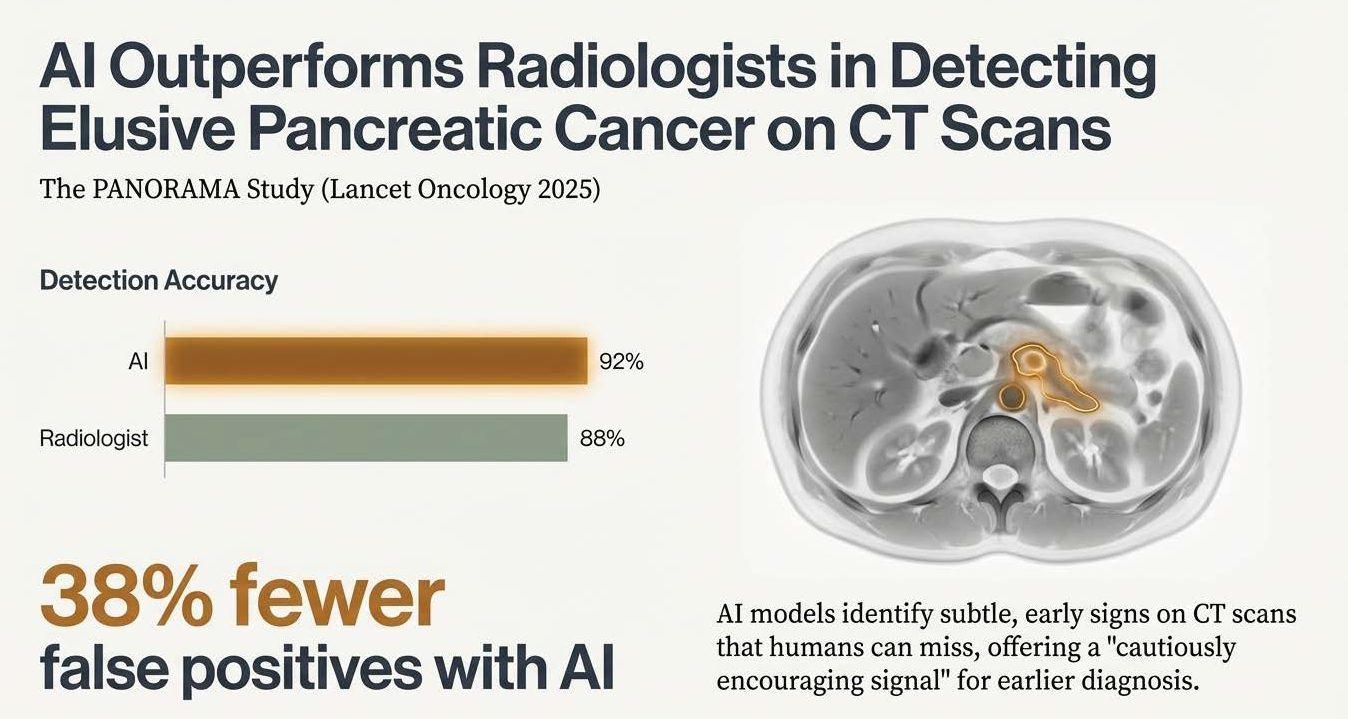 AI Outperforms Radiologists in Detecting
Elusive Pancreatic Cancer on CT Scans
The PANORAMA Study (Lancet Oncology 2025)
Detection Accuracy
AI
92%
Radiologist
88%
38% fewer
false positives with AI
AI models identify subtle, early signs on CT scans
that humans can miss, offering a "cautiously
encouraging signal" for earlier diagnosis.